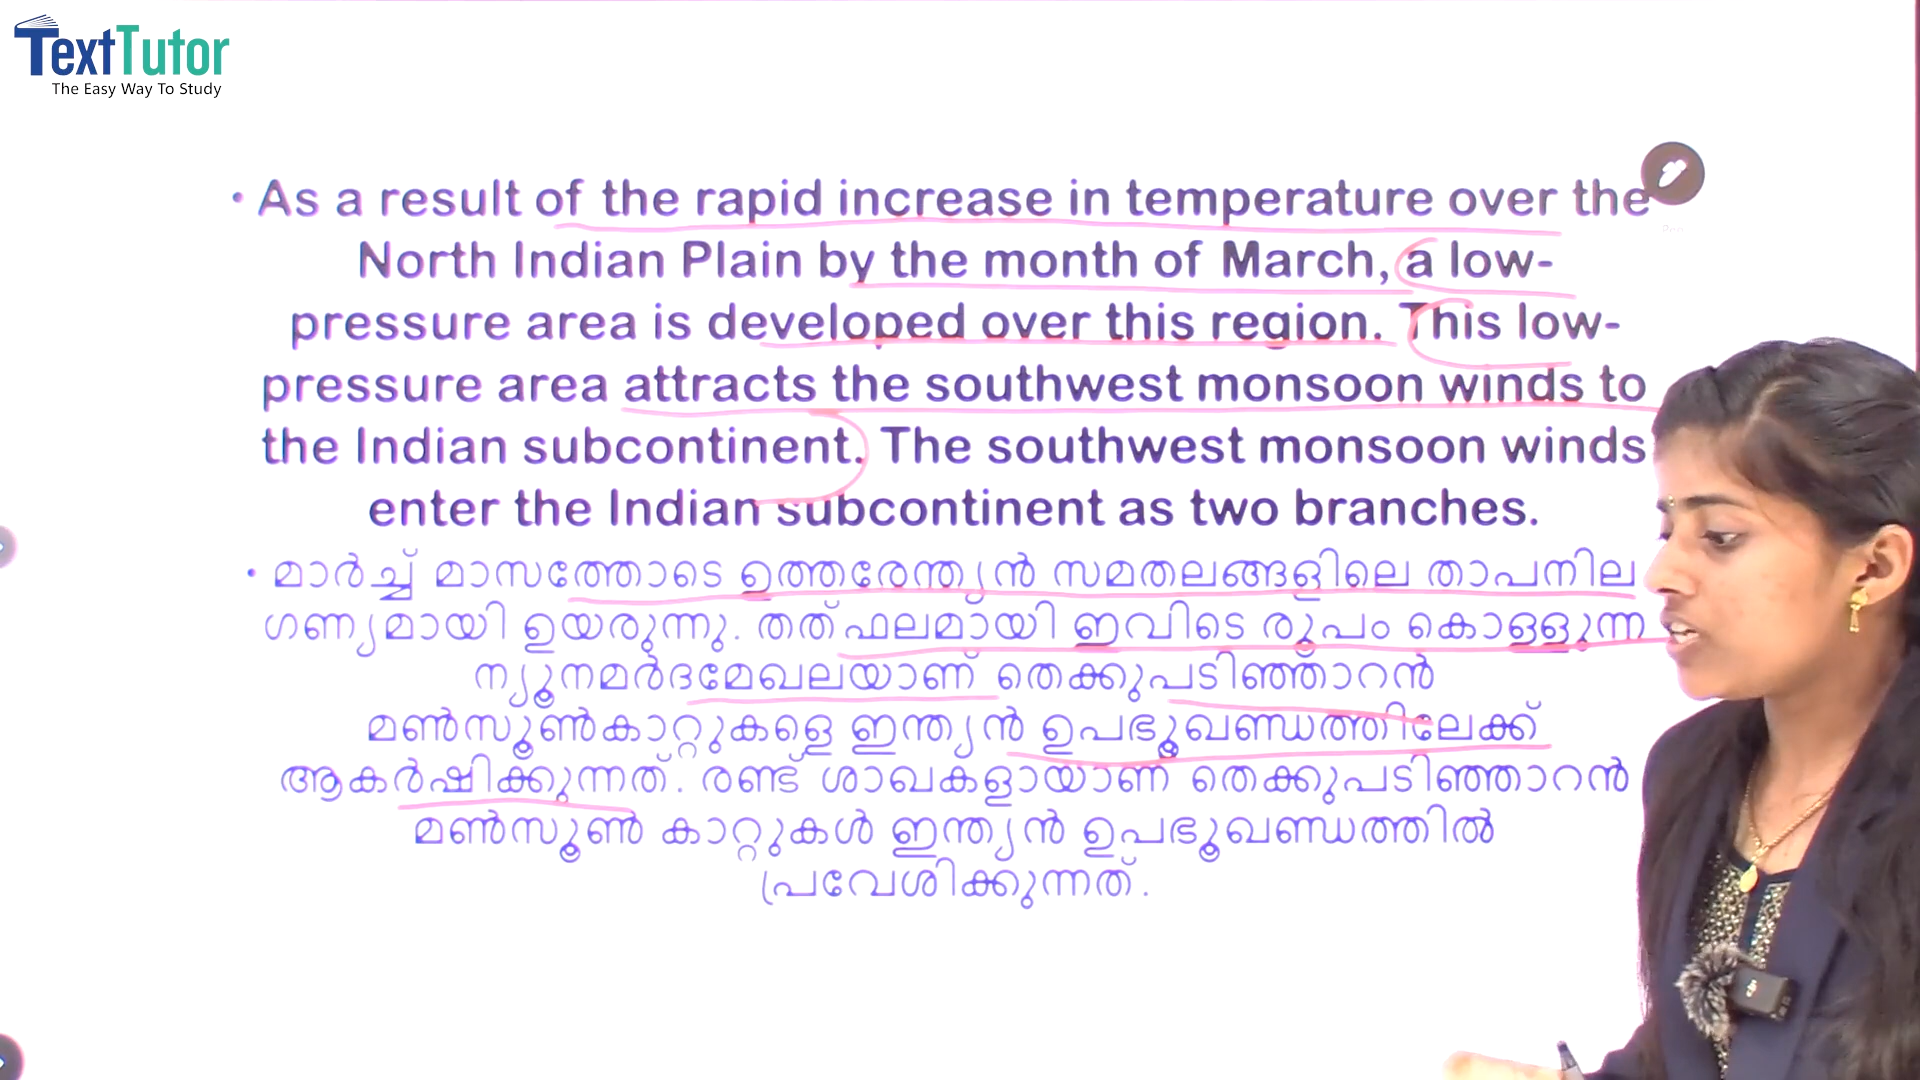 TextTutor
The Easy Way To Study
• As a result of the rapid increase in temperature over the
North Indian Plain by the month of March, a low-
pressure area is developed over this region. This low-
pressure area attracts the southwest monsoon winds to
the Indian subcontinent. The southwest monsoon winds
enter the Indian subcontinent as two branches.
• മാർച്ച് മാസത്തോടെ ഉത്തരേന്ത്യൻ സമതലങ്ങളിലെ താപനില
ഗണ്യമായി ഉയരുന്നു. തത്ഫലമായി ഇവിടെ രൂപം കൊള്ളുന്ന
ന്യൂനമർദമേഖലയാണ് തെക്കുപടിഞ്ഞാറൻ
മൺസൂൺകാറ്റുകളെ ഇന്ത്യൻ ഉപഭൂഖണ്ഡത്തിലേക്ക്
ആകർഷിക്കുന്നത്. രണ്ട് ശാഖകളായാണ് തെക്കുപടിഞ്ഞാറൻ
മൺസൂൺ കാറ്റുകൾ ഇന്ത്യൻ ഉപഭൂഖണ്ഡത്തിൽ
പ്രവേശിക്കുന്നത്.